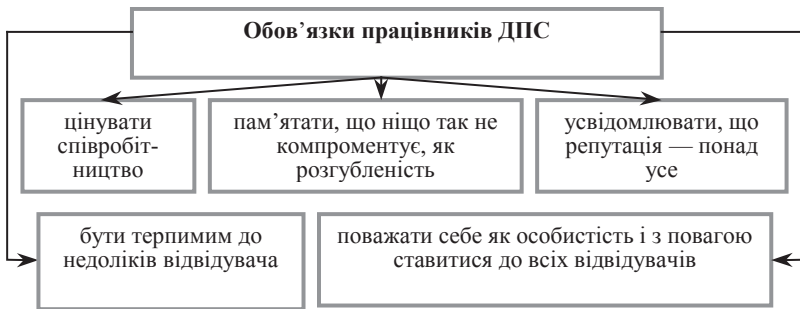 Обов’язки працівників ДПС
цінувати
співробіт-
ництво
пам’ятати, що ніщо так не
компроментує, як
розгубленість
усвідомлювати, що
репутація — понад
усе
бути терпимим до
недоліків відвідувача
поважати себе як особистість і з повагою
ставитися до всіх відвідувачів